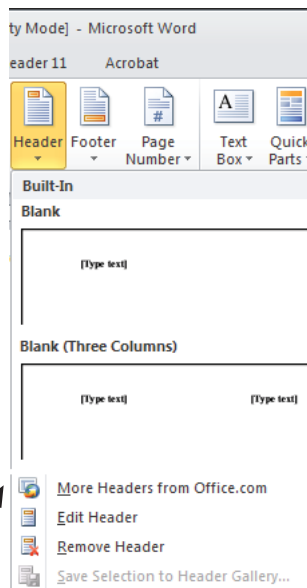 ty Mode] - Microsoft Word
eader 11 Acrobat
Header Footer Page Number Text Box Quick Parts
Built-In
Blank
[Type text]
Blank (Three Columns)
[Type text] [Type text]
More Headers from Office.com
Edit Header
Remove Header
Save Selection to Header Gallery...